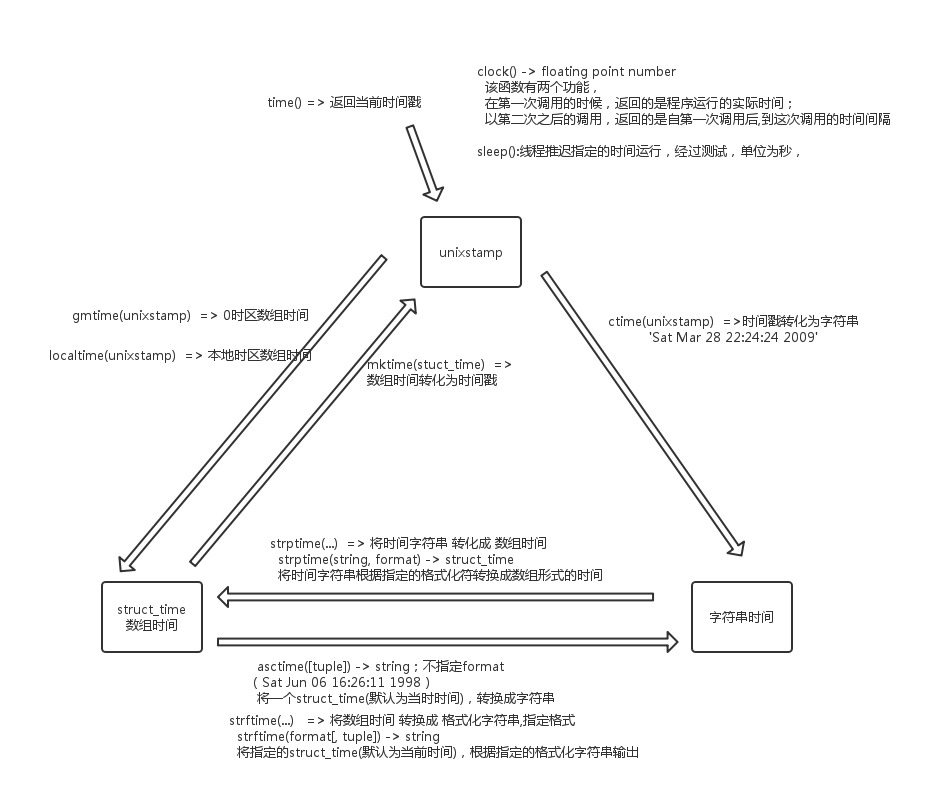 clock() -> floating point number
该函数有两个功能，
在第一次调用的时候，返回的是程序运行的实际时间；
以第二次之后的调用，返回的是自第一次调用后,到这次调用的时间间隔
time() => 返回当前时间戳
sleep():线程推迟指定的时间运行，经过测试，单位为秒，
unixstamp
gmtime(unixstamp) => 0时区数组时间
localtime(unixstamp) => 本地时区数组时间
ctime(unixstamp) =>时间戳转化为字符串
'Sat Mar 28 22:24:24 2009'
mktime(stuct_time) =>
数组时间转化为时间戳
strptime(...) => 将时间字符串 转化成 数组时间
strptime(string, format) -> struct_time
将时间字符串根据指定的格式化符转换成数组形式的时间
struct_time
数组时间
字符串时间
asctime([tuple]) -> string；不指定format
( Sat Jun 06 16:26:11 1998 )
将一个struct_time(默认为当时时间)，转换成字符串
strftime(...) => 将数组时间 转换成 格式化字符串,指定格式
strftime(format[, tuple]) -> string
将指定的struct_time(默认为当前时间)，根据指定的格式化字符串输出